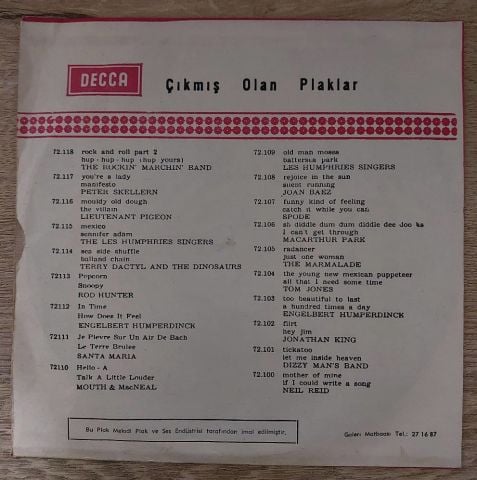 DECCA
Çıkmış Olan Plaklar
72.118 rock and roll part 2
hup - hup - hup (hup yours)
THE ROCKIN' MARCHIN' BAND
72.117 you're a lady
manifesto
PETER SKELLERN
72.116 mouldy old dough
the villain
LIEUTENANT PIGEON
72.115 mexico
jennifer adam
THE LES HUMPHRIES SINGERS
72.114 sea side shuffle
balland chain
TERRY DACTYL AND THE DINOSAURS
72113 Popcorn
Snoopy
ROD HUNTER
72112 In Time
How Does It Feel
ENGELBERT HUMPERDINCK
72111 Je Pleure Sur Un Air De Bach
Le Terre Brulee
SANTA MARIA
72110 Hello - A
Talk A Little Louder
MOUTH & MacNEAL
72.109 old man moses
battersea park
LES HUMPHRIES SINGERS
72.108 rejoice in the sun
silent running
JOAN BAEZ
72.107 funny kind of feeling
catch it while you can
SPODE
72.106 sh diddle dum dum diddle dee Joo
I can't get through
MACARTHUR PARK
72.105 radancer
just one woman
THE MARMALADE
72.104 the young new mexican puppeteer
all that I need some time
TOM JONES
72.103 too beautiful to last
a hundred times a day
ENGELBERT HUMPERDINCK
72.102 flirt
hey jim
JONATHAN KING
72.101 tickatoo
let me inside heaven
DIZZY MAN'S BAND
72.100 mother of mine
if I could write a song
NEIL REID
Bu Plak Melodi Plak ve Ses Endüstrisi tarafından imal edilmiştir.
Galeri Matbaası Tel.: 27 16 87